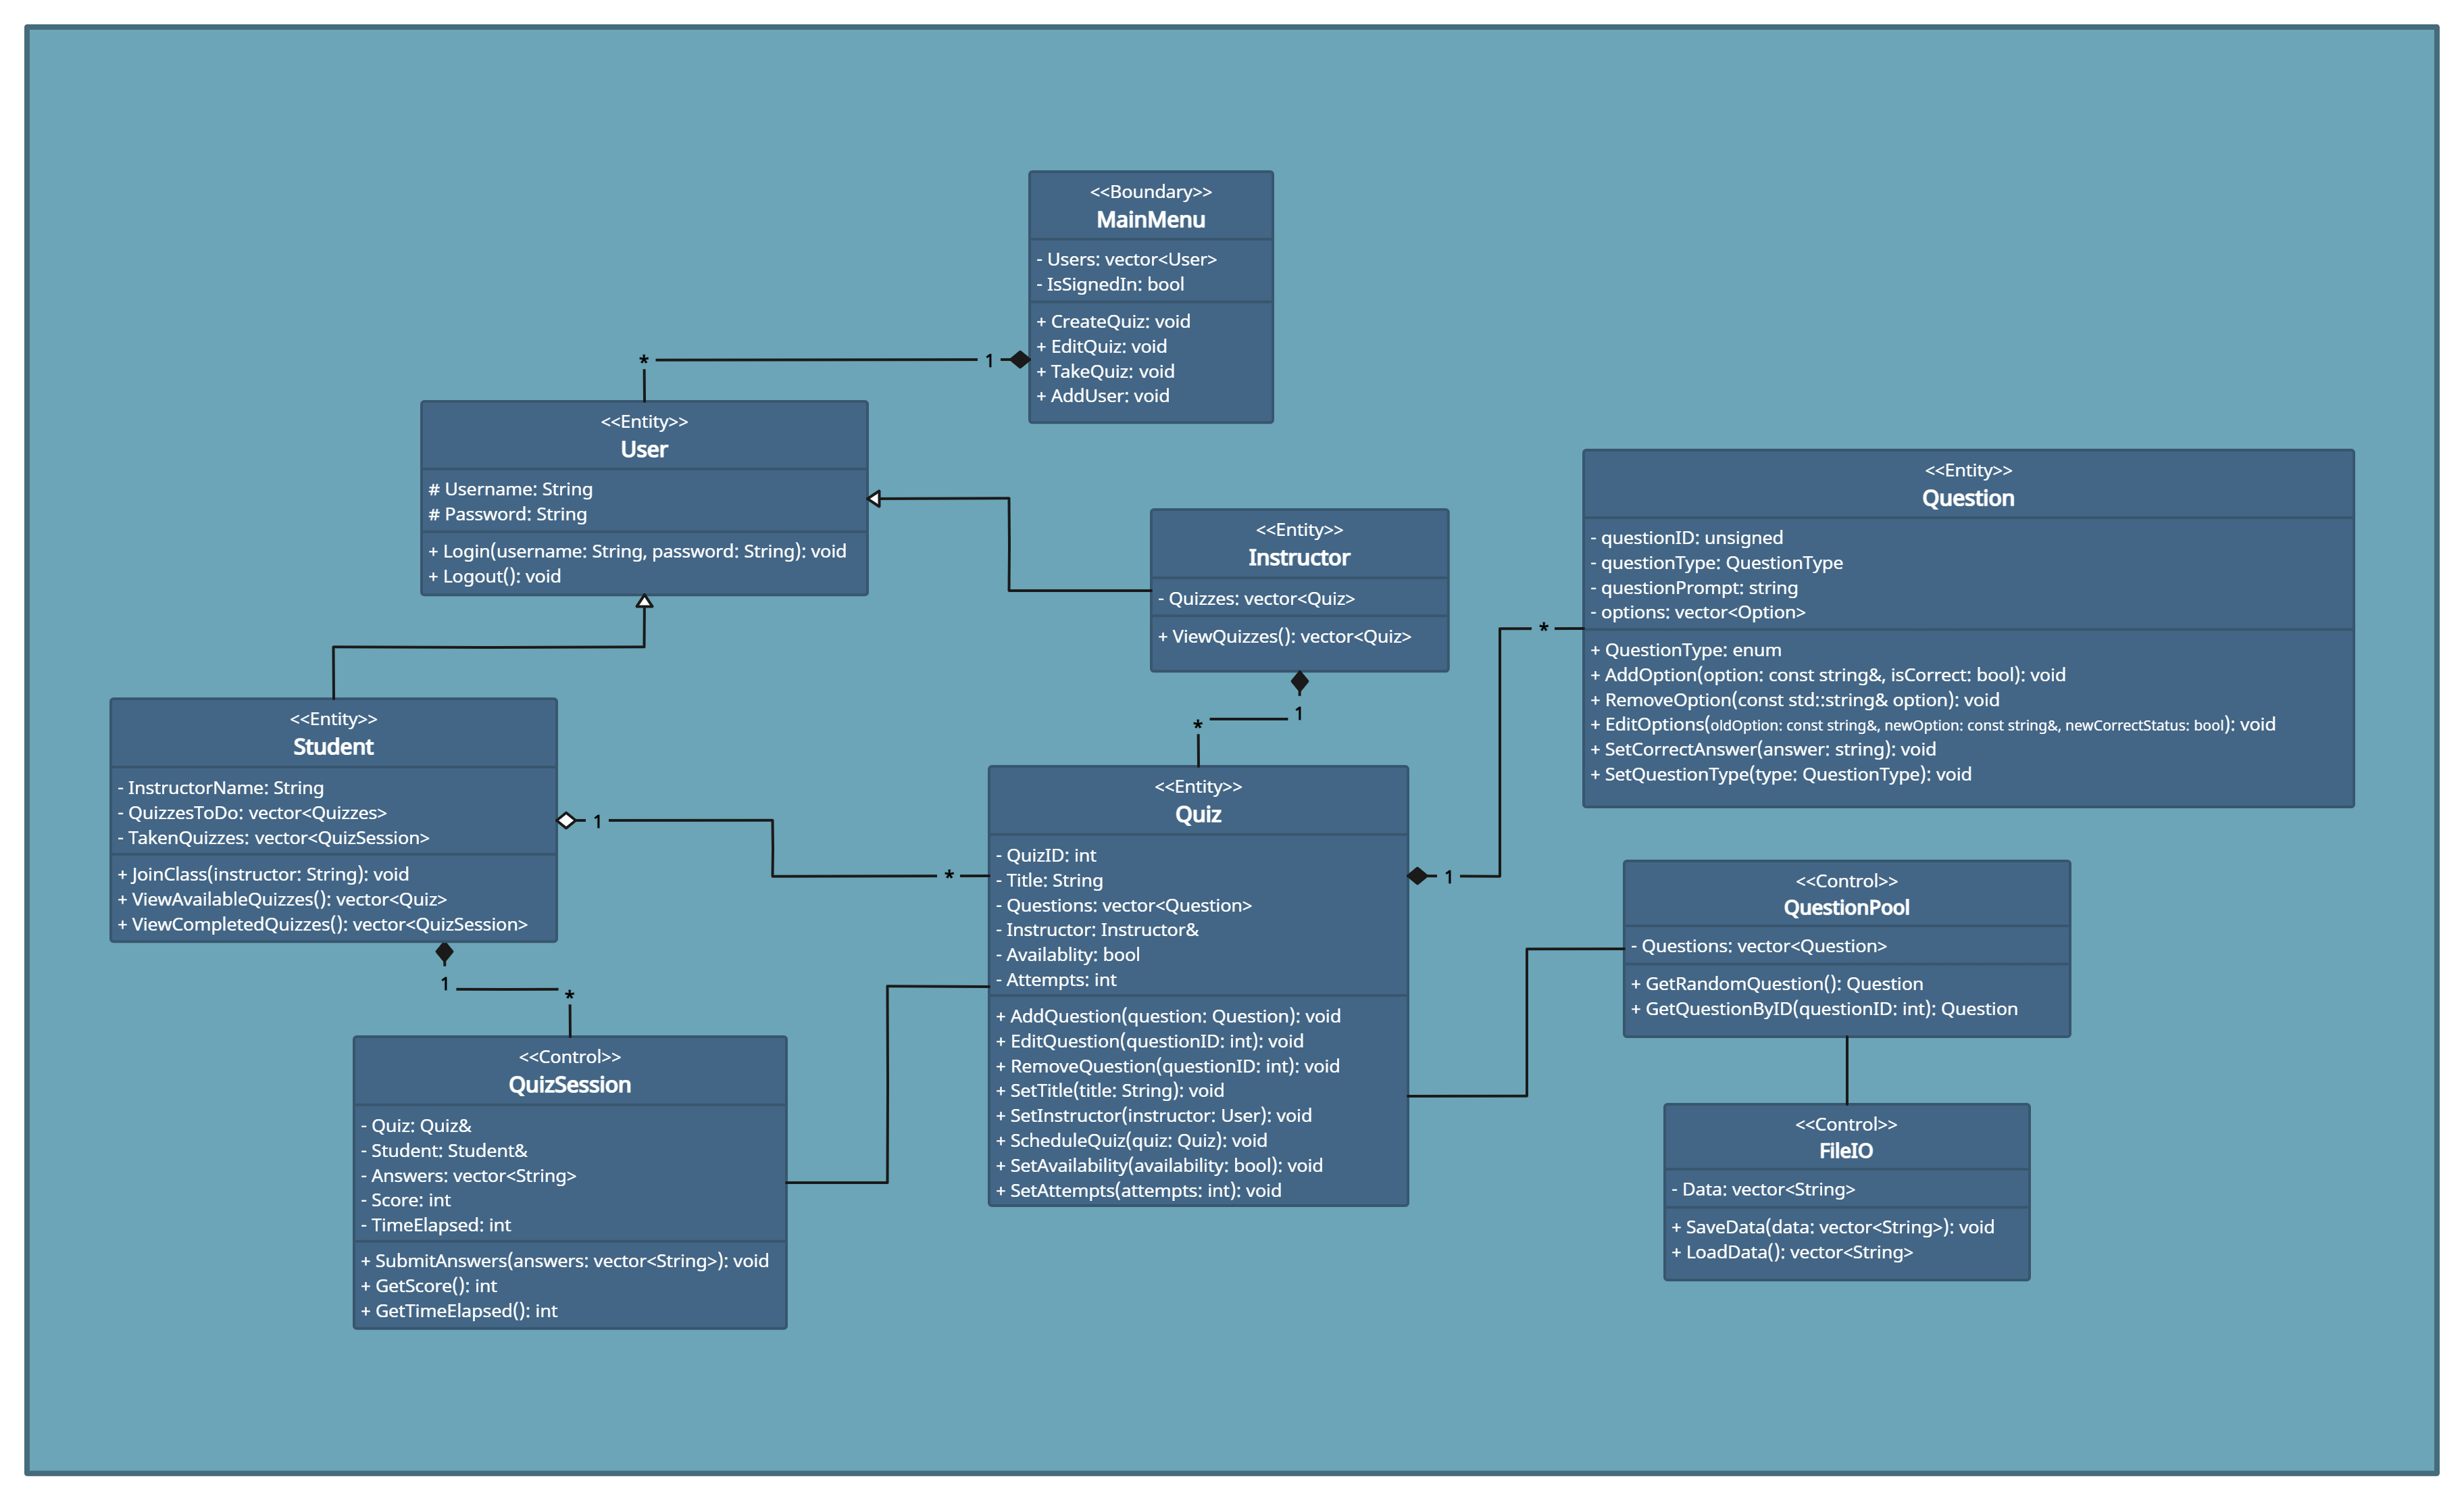 <<Boundary>>
MainMenu
- Users: vector<User>
- IsSignedIn: bool
+ CreateQuiz: void
+ EditQuiz: void
+ TakeQuiz: void
+ AddUser: void
*
1
<<Entity>>
User
# Username: String
# Password: String
+ Login(username: String, password: String): void
+ Logout(): void
<<Entity>>
Instructor
- Quizzes: vector<Quiz>
+ ViewQuizzes(): vector<Quiz>
1
*
<<Entity>>
Question
- questionID: unsigned
- questionType: QuestionType
- questionPrompt: string
- options: vector<Option>
+ QuestionType: enum
+ AddOption(option: const string&, isCorrect: bool): void
+ RemoveOption(const std::string& option): void
+ EditOptions(oldOption: const string&, newOption: const string&, newCorrectStatus: bool): void
+ SetCorrectAnswer(answer: string): void
+ SetQuestionType(type: QuestionType): void
*
1
<<Entity>>
Student
- InstructorName: String
- QuizzesToDo: vector<Quizzes>
- TakenQuizzes: vector<QuizSession>
+ JoinClass(instructor: String): void
+ ViewAvailableQuizzes(): vector<Quiz>
+ ViewCompletedQuizzes(): vector<QuizSession>
1
*
1
*
<<Entity>>
Quiz
- QuizID: int
- Title: String
- Questions: vector<Question>
- Instructor: Instructor&
- Availablity: bool
- Attempts: int
+ AddQuestion(question: Question): void
+ EditQuestion(questionID: int): void
+ RemoveQuestion(questionID: int): void
+ SetTitle(title: String): void
+ SetInstructor(instructor: User): void
+ ScheduleQuiz(quiz: Quiz): void
+ SetAvailability(availability: bool): void
+ SetAttempts(attempts: int): void
<<Control>>
QuestionPool
- Questions: vector<Question>
+ GetRandomQuestion(): Question
+ GetQuestionByID(questionID: int): Question
<<Control>>
QuizSession
- Quiz: Quiz&
- Student: Student&
- Answers: vector<String>
- Score: int
- TimeElapsed: int
+ SubmitAnswers(answers: vector<String>): void
+ GetScore(): int
+ GetTimeElapsed(): int
<<Control>>
FileIO
- Data: vector<String>
+ SaveData(data: vector<String>): void
+ LoadData(): vector<String>